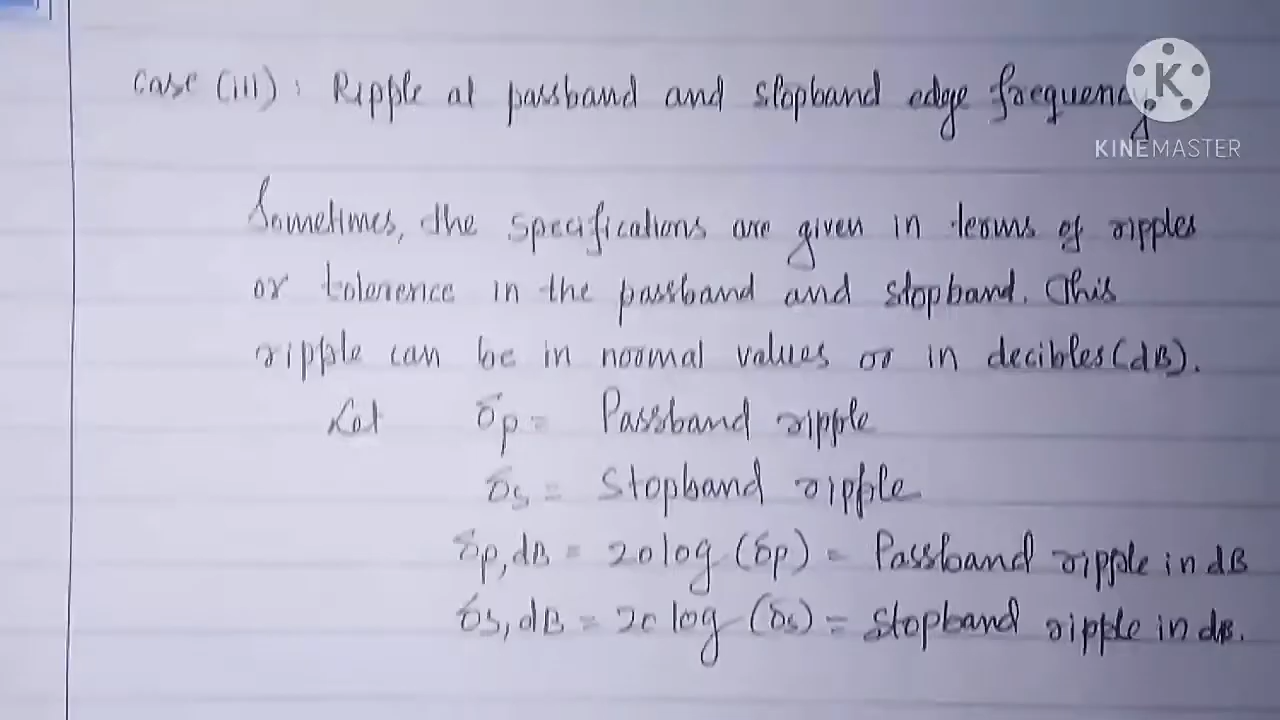 Case (III) : Ripple at passband and stopband edge frequency
K
KINEMASTER
Sometimes, the specifications are given in terms of ripples
or tolerence in the passband and stopband. This
ripple can be in normal values or in decibles (dB).
Let δp = Passband ripple
δs = Stopband ripple
δp,dB = 20 log (δp) = Passband ripple in dB
δs,dB = 20 log (δs) = Stopband ripple in dB.